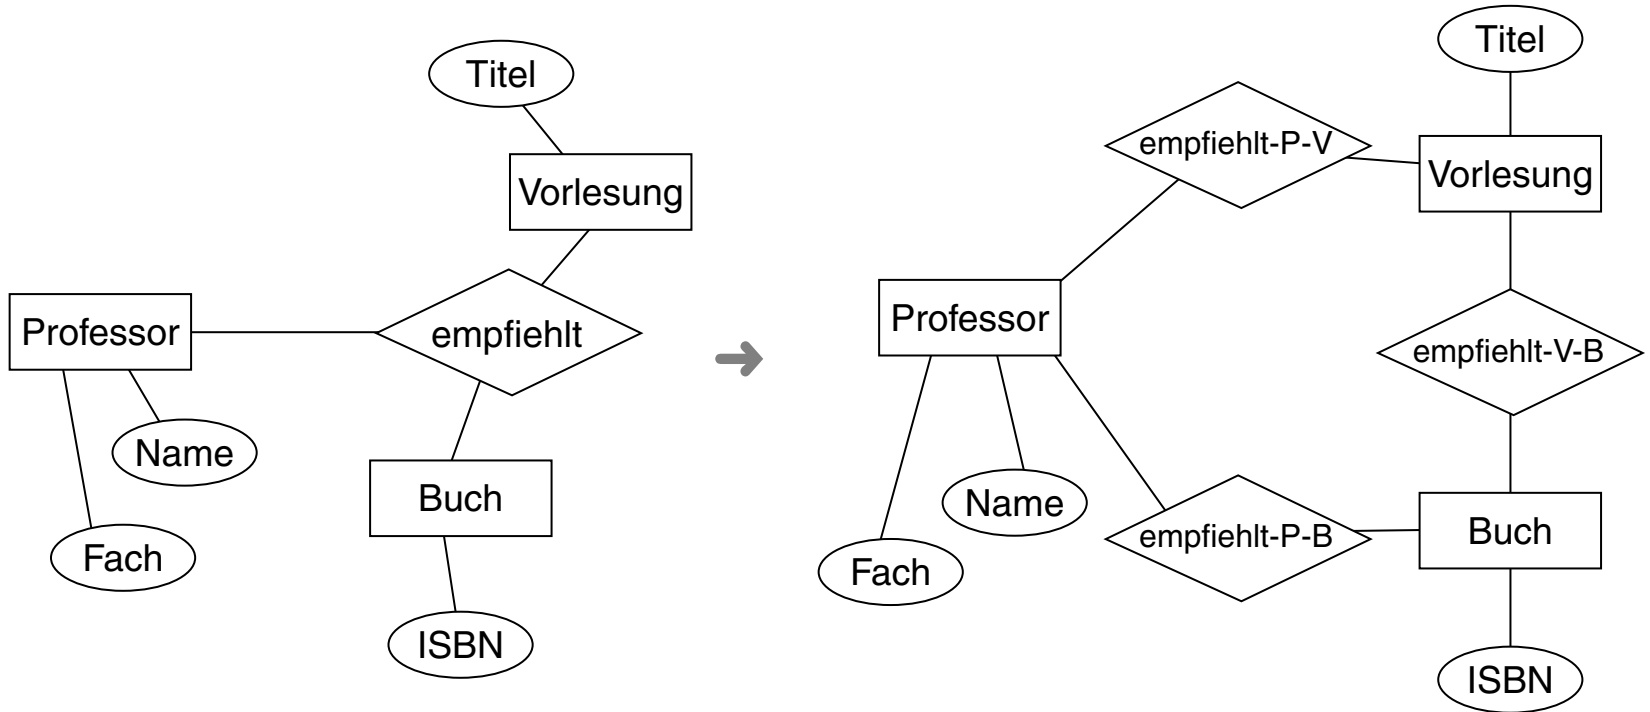 Titel
Vorlesung
Professor
empfiehlt
Name
Buch
Fach
ISBN
Titel
empfiehlt-P-V
Vorlesung
Professor
empfiehlt-V-B
Name
empfiehlt-P-B
Buch
Fach
ISBN